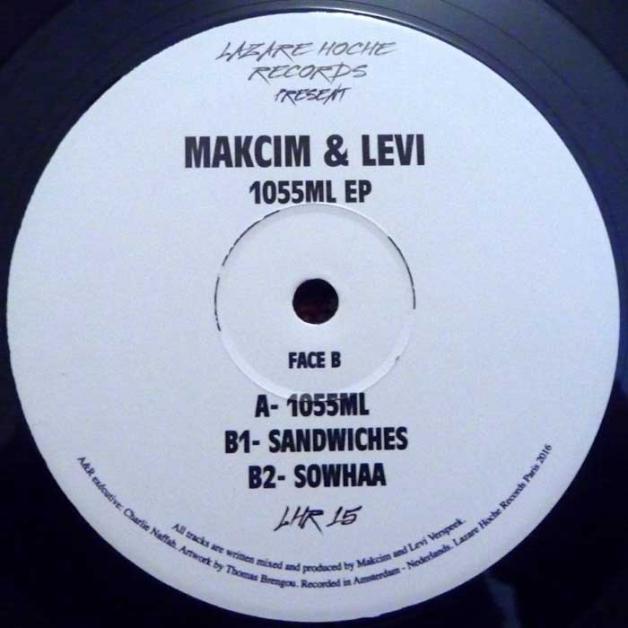 LAZARE HOCHE
RECORDS
PRESENT
MAKCIM & LEVI
1055ML EP
FACE B
A- 1055ML
B1- SANDWICHES
B2- SOWHAA
LHR 15
All tracks are written mixed and produced by Makcim and Levi Verspeek.
A&R exécutive: Charlie Naffah. Artwork by Thomas Brengou. Recorded in Amsterdam - Nederlands. Lazare Hoche Records Paris 2016